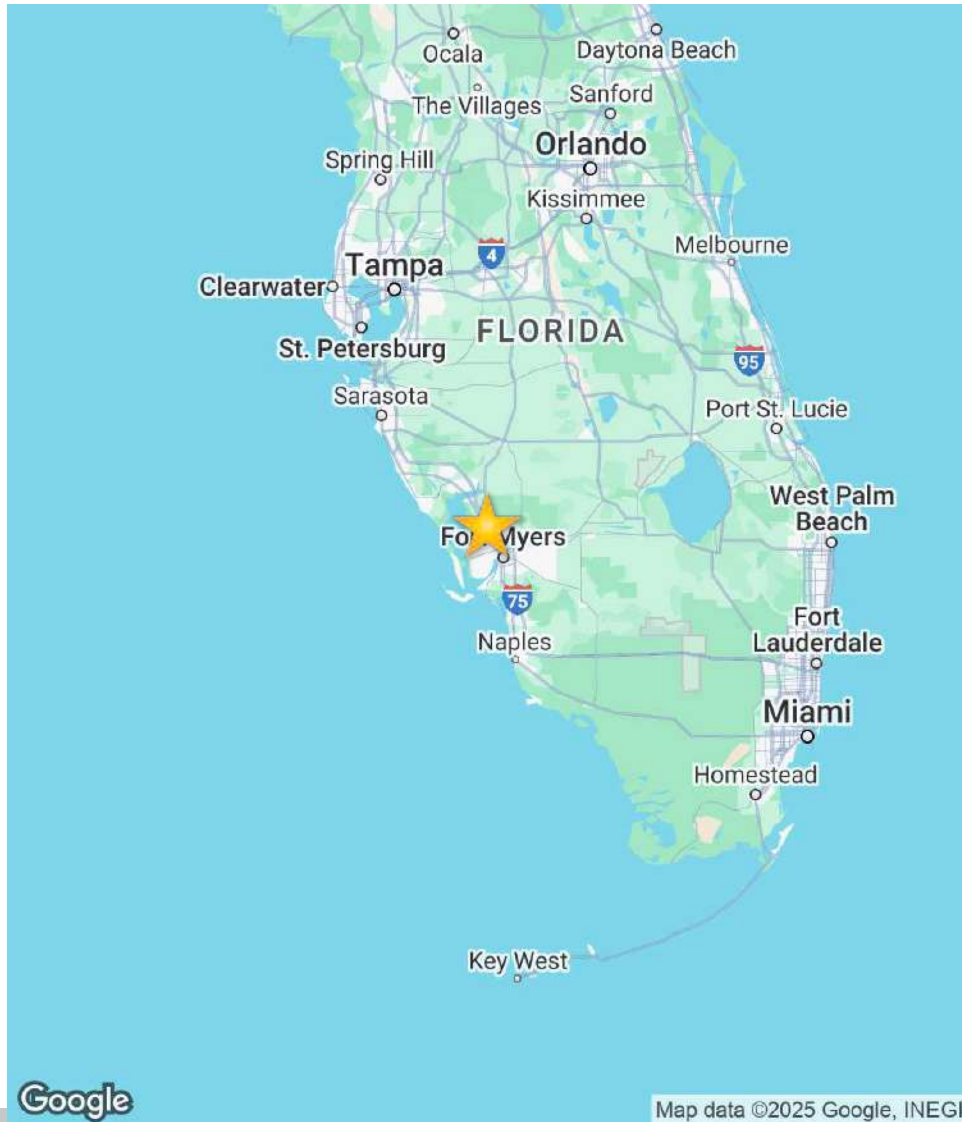 Ocala
Daytona Beach
The Villages
Sanford
Orlando
Spring Hill
Kissimmee
4
Melbourne
Tampa
Clearwater
FLORIDA
St. Petersburg
95
Sarasota
Port St. Lucie
West Palm
Beach
Myers
75
Fort
Lauderdale
Naples
Miami
Homestead
Key West
Google
Map data ©2025 Google, INEGI